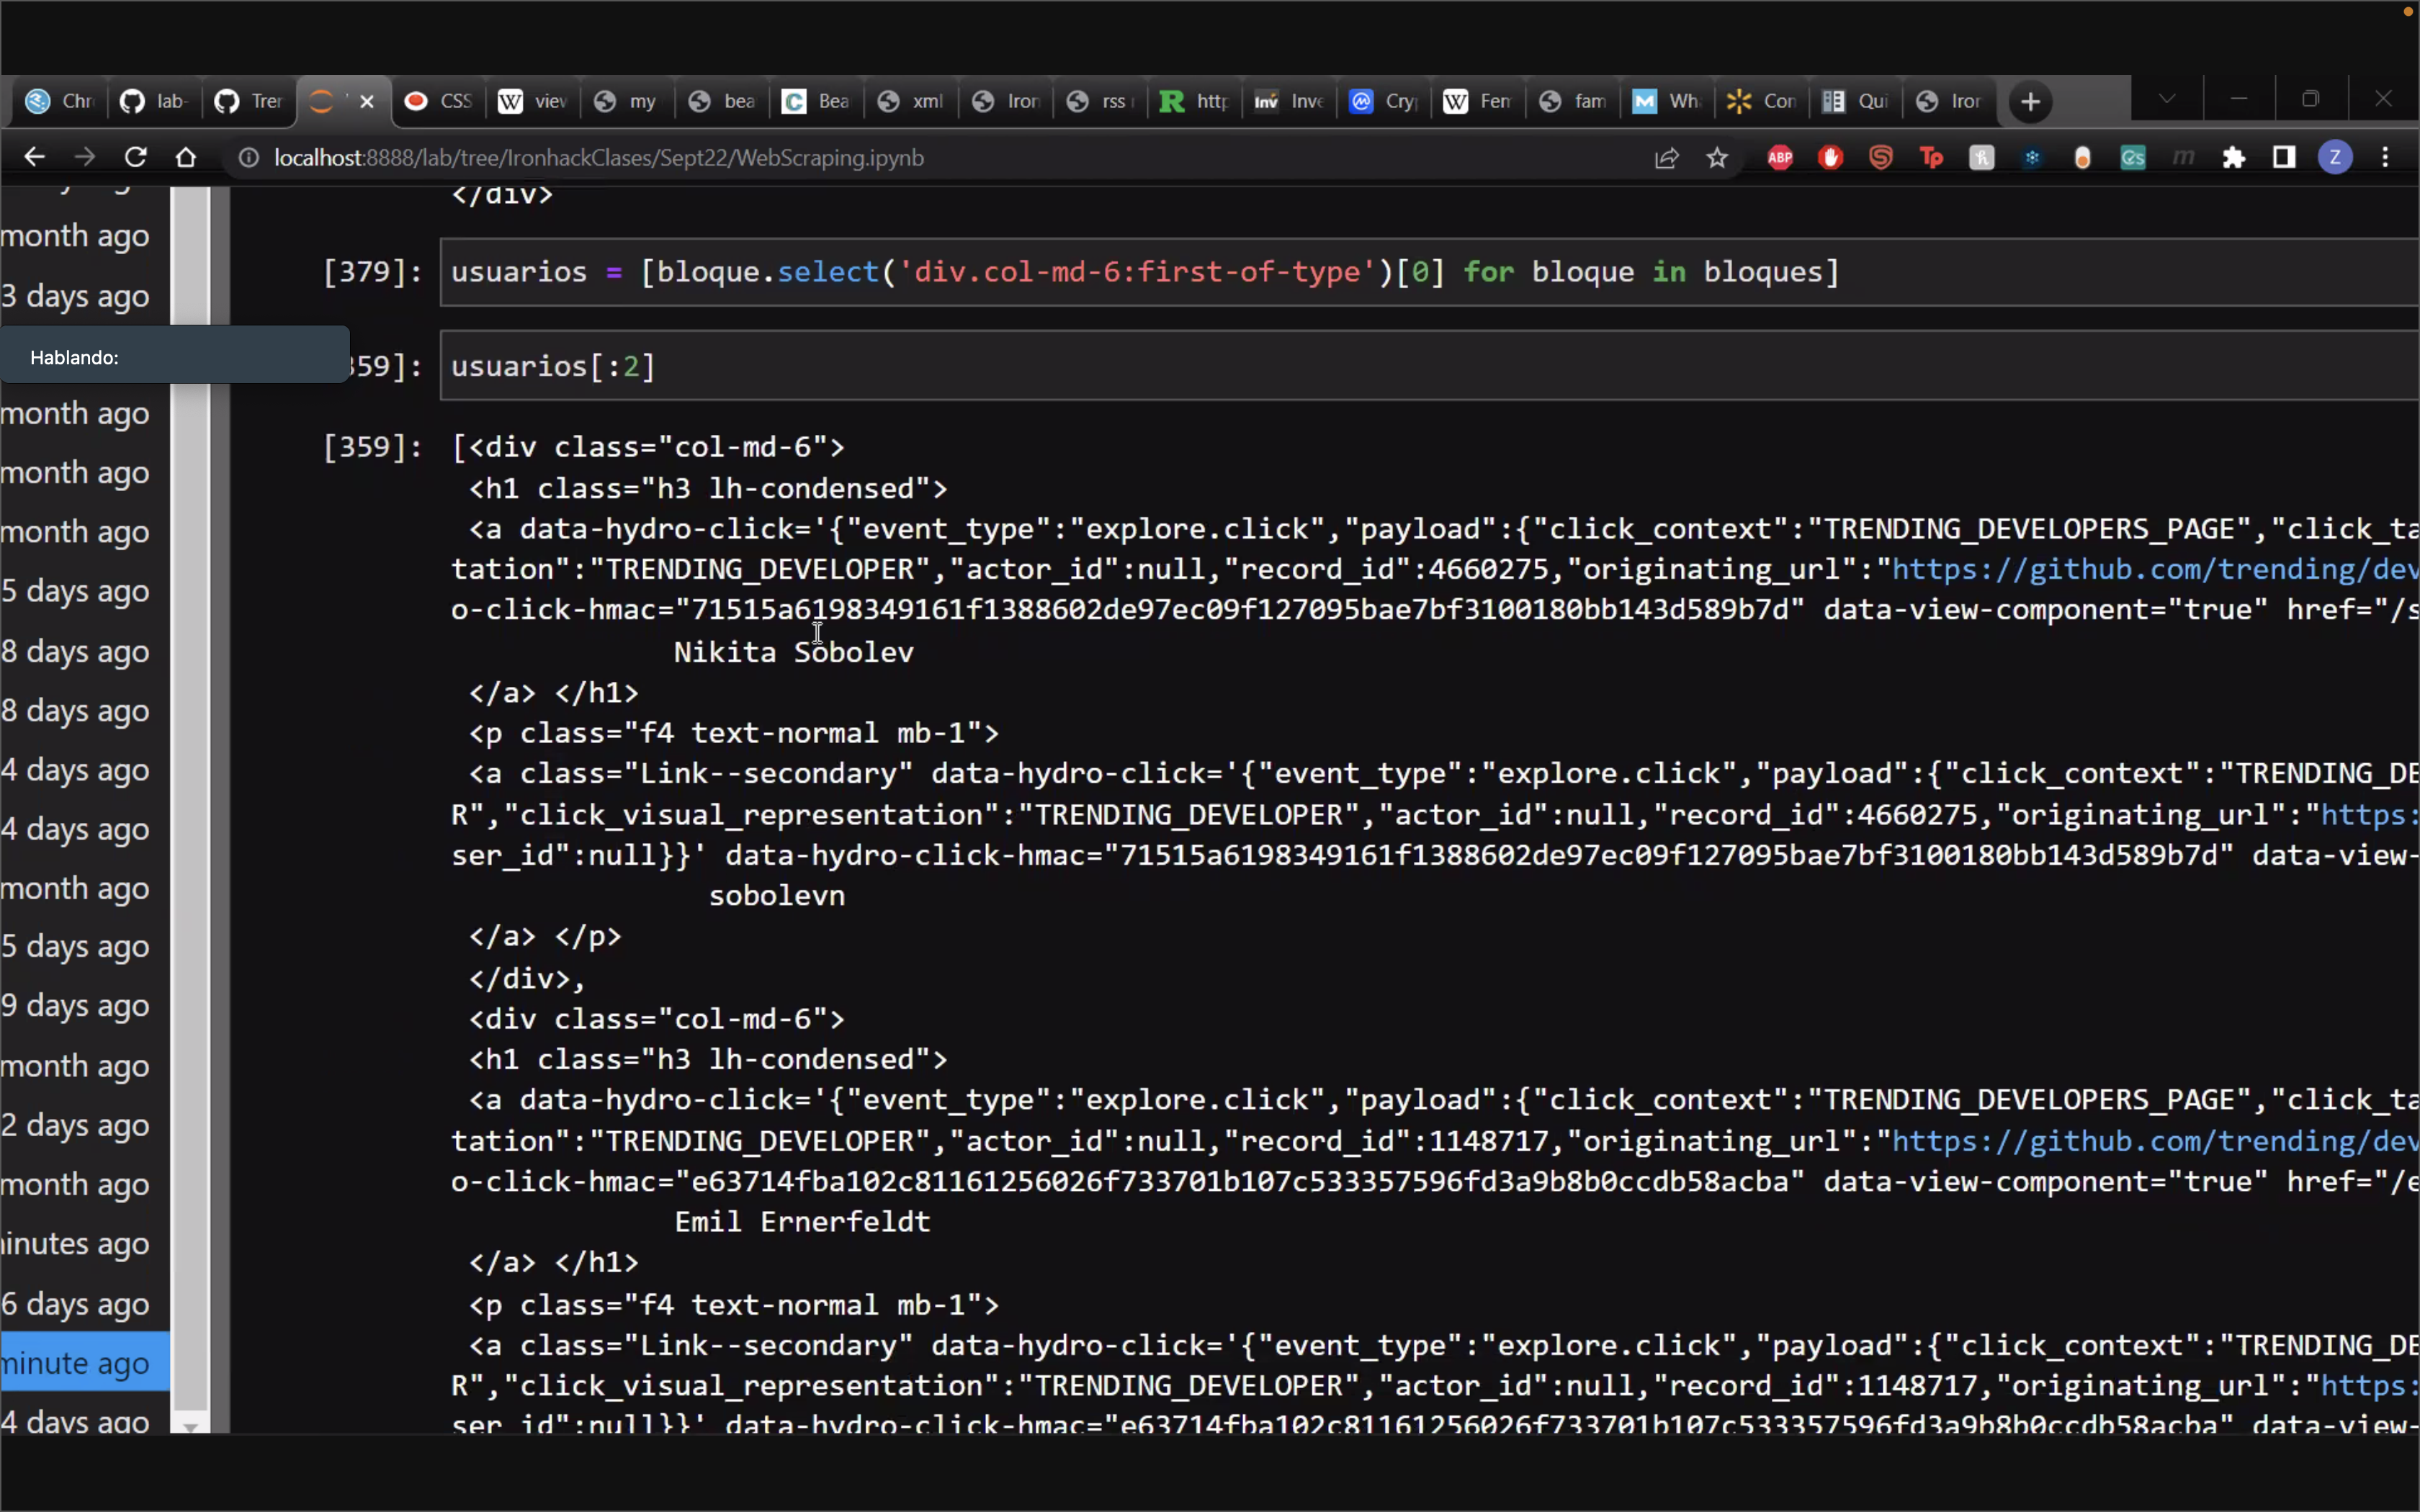 Chr lab- Tren CSS view my bea Bea xml Iron rss http Inv Inve Cryp W Fem fam M Wh Con Qui Iron
localhost:8888/lab/tree/IronhackClases/Sept22/WebScraping.ipynb ABP Tp Gs m Z
</div>
month ago
[379]: usuarios = [bloque.select('div.col-md-6:first-of-type')[0] for bloque in bloques]
3 days ago
Hablando:
359]: usuarios[:2]
month ago
[359]: [<div class="col-md-6">
month ago
<h1 class="h3 lh-condensed">
month ago
<a data-hydro-click='{"event_type":"explore.click","payload":{"click_context":"TRENDING_DEVELOPERS_PAGE","click_ta
5 days ago
tation":"TRENDING_DEVELOPER","actor_id":null,"record_id":4660275,"originating_url":"https://github.com/trending/dev
o-click-hmac="71515a6198349161f1388602de97ec09f127095bae7bf3100180bb143d589b7d" data-view-component="true" href="/s
8 days ago
Nikita Sobolev
</a> </h1>
8 days ago
<p class="f4 text-normal mb-1">
4 days ago
<a class="Link--secondary" data-hydro-click='{"event_type":"explore.click","payload":{"click_context":"TRENDING_DE
4 days ago
R","click_visual_representation":"TRENDING_DEVELOPER","actor_id":null,"record_id":4660275,"originating_url":"https:
ser_id":null}}' data-hydro-click-hmac="71515a6198349161f1388602de97ec09f127095bae7bf3100180bb143d589b7d" data-view-
month ago
sobolevn
5 days ago
</a> </p>
</div>,
9 days ago
<div class="col-md-6">
month ago
<h1 class="h3 lh-condensed">
<a data-hydro-click='{"event_type":"explore.click","payload":{"click_context":"TRENDING_DEVELOPERS_PAGE","click_ta
2 days ago
tation":"TRENDING_DEVELOPER","actor_id":null,"record_id":1148717,"originating_url":"https://github.com/trending/dev
month ago
o-click-hmac="e63714fba102c81161256026f733701b107c533357596fd3a9b8b0ccdb58acba" data-view-component="true" href="/e
Emil Ernerfeldt
inutes ago
</a> </h1>
6 days ago
<p class="f4 text-normal mb-1">
minute ago
<a class="Link--secondary" data-hydro-click='{"event_type":"explore.click","payload":{"click_context":"TRENDING_DE
R","click_visual_representation":"TRENDING_DEVELOPER","actor_id":null,"record_id":1148717,"originating_url":"https:
4 days ago
ser_id":null}}' data-hydro-click-hmac="e63714fba102c81161256026f733701b107c533357596fd3a9b8b0ccdb58acba" data-view-